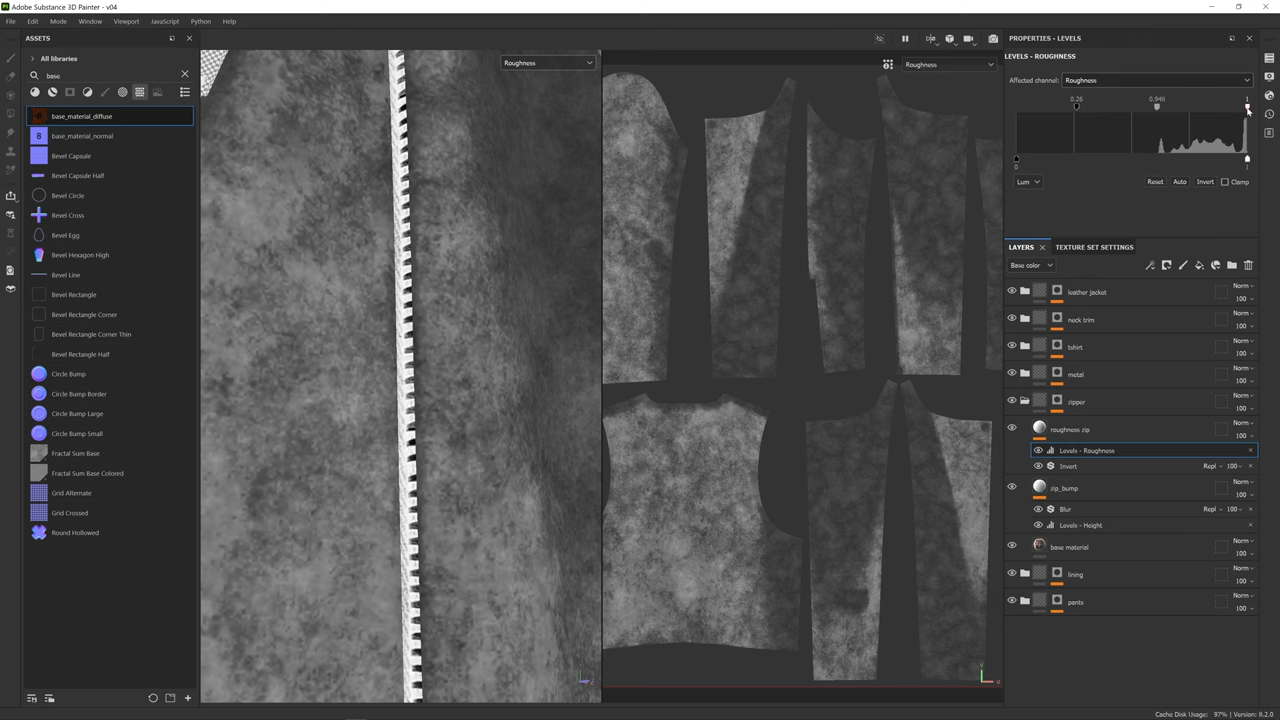 Adobe Substance 3D Painter - v04
File Edit Mode Window Viewport JavaScript Python Help
ASSETS
All libraries
base
base_material_diffuse
8 base_material_normal
Bevel Capsule
Bevel Capsule Half
Bevel Circle
Bevel Cross
Bevel Egg
Bevel Hexagon High
Bevel Line
Bevel Rectangle
Bevel Rectangle Corner
Bevel Rectangle Corner Thin
Bevel Rectangle Half
Circle Bump
Circle Bump Border
Circle Bump Large
Circle Bump Small
Fractal Sum Base
Fractal Sum Base Colored
Grid Alternate
Grid Crossed
Round Hollowed
Roughness
Roughness
Y
U
PROPERTIES - LEVELS
LEVELS - ROUGHNESS
Affected channel: Roughness
0.26 0.948 1
0 1
Lum Reset Auto Invert Clamp
LAYERS TEXTURE SET SETTINGS
Base color
leather jacket Norm 100
neck trim Norm 100
tshirt Norm 100
metal Norm 100
zipper Norm 100
roughness zip Norm 100
Levels - Roughness
Invert Repl 100
zip_bump Norm 100
Blur Repl 100
Levels - Height
base material Norm 100
lining Norm 100
pants Norm 100
Cache Disk Usage: 97% | Version: 8.2.0